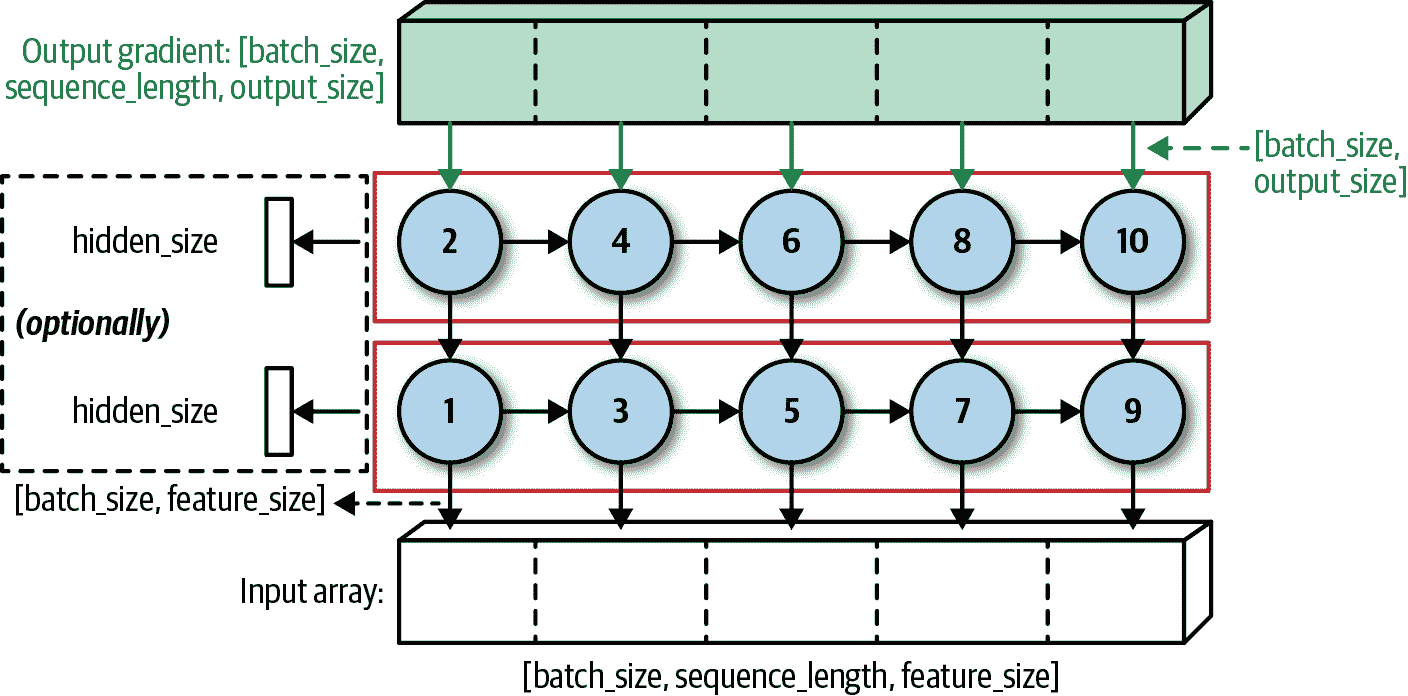 Output gradient: [batch_size,
sequence_length, output_size]
[batch_size,
output_size]
hidden_size
2 4 6 8 10
(optionally)
hidden_size
1 3 5 7 9
[batch_size, feature_size]
Input array:
[batch_size, sequence_length, feature_size]